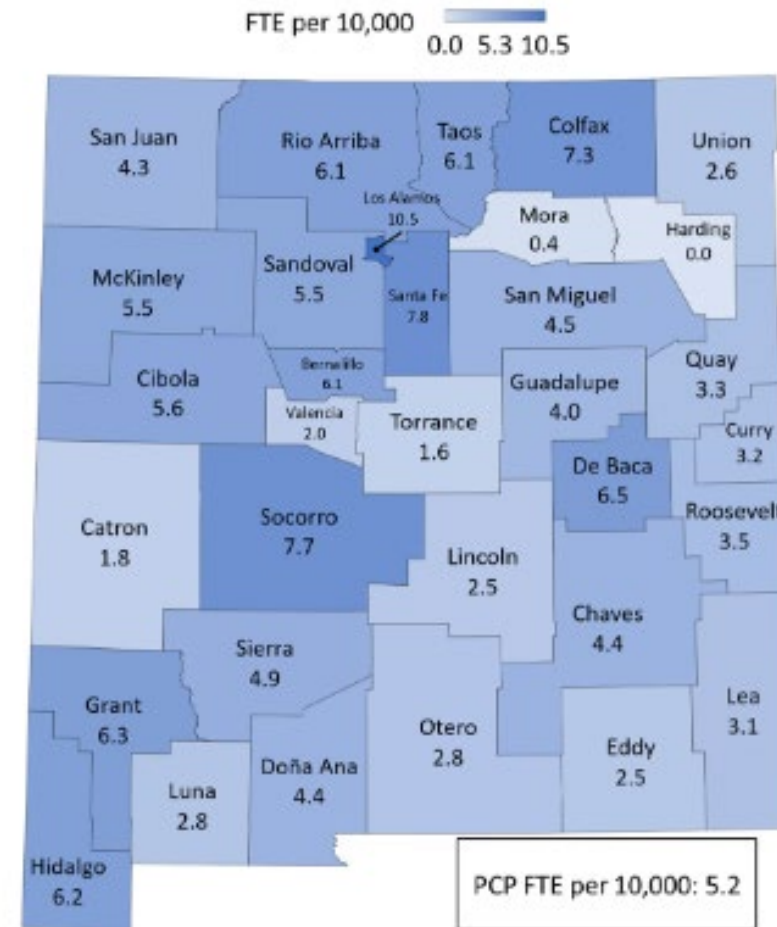 FTE per 10,000
0.0 5.3 10.5
San Juan
4.3
Rio Arriba
6.1
Taos
6.1
Colfax
7.3
Union
2.6
Los Alamos
10.5
Mora
0.4
Harding
0.0
McKinley
5.5
Sandoval
5.5
Santa Fe
7.8
San Miguel
4.5
Quay
3.3
Cibola
5.6
Bernalillo
6.1
Valencia
2.0
Torrance
1.6
Guadalupe
4.0
Curry
3.2
De Baca
6.5
Roosevelt
3.5
Catron
1.8
Socorro
7.7
Lincoln
2.5
Chaves
4.4
Sierra
4.9
Lea
3.1
Grant
6.3
Otero
2.8
Eddy
2.5
Doña Ana
4.4
Luna
2.8
Hidalgo
6.2
PCP FTE per 10,000: 5.2